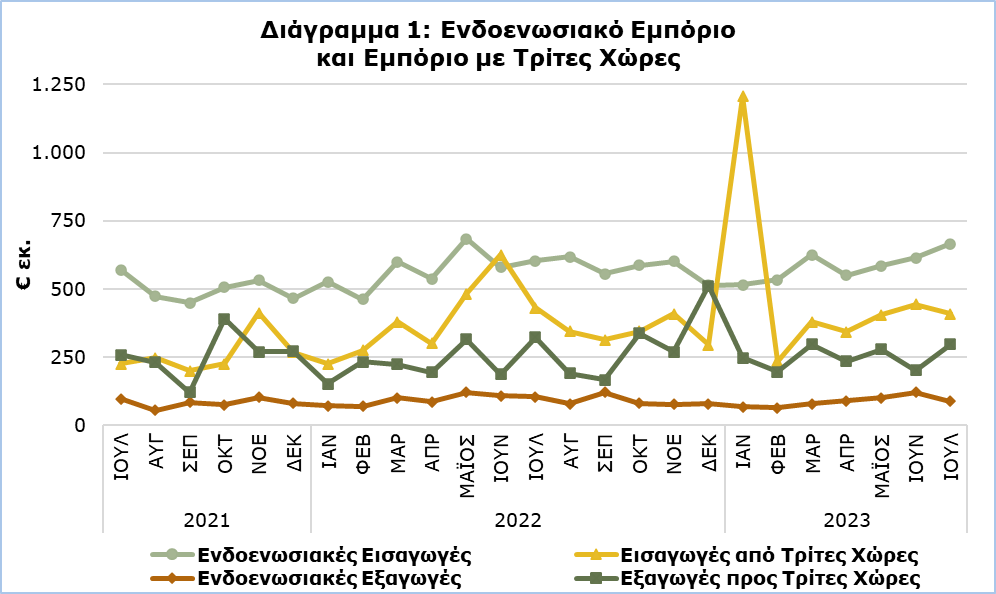 Διάγραμμα 1: Ενδοενωσιακό Εμπόριο
και Εμπόριο με Τρίτες Χώρες
€ εκ.
1.250
1.000
750
500
250
0
ΙΟΥΛ ΑΥΓ ΣΕΠ ΟΚΤ ΝΟΕ ΔΕΚ ΙΑΝ ΦΕΒ ΜΑΡ ΑΠΡ ΜΑΪΟΣ ΙΟΥΝ ΙΟΥΛ ΑΥΓ ΣΕΠ ΟΚΤ ΝΟΕ ΔΕΚ ΙΑΝ ΦΕΒ ΜΑΡ ΑΠΡ ΜΑΪΟΣ ΙΟΥΝ ΙΟΥΛ
2021 2022 2023
Ενδοενωσιακές Εισαγωγές Εισαγωγές από Τρίτες Χώρες
Ενδοενωσιακές Εξαγωγές Εξαγωγές προς Τρίτες Χώρες